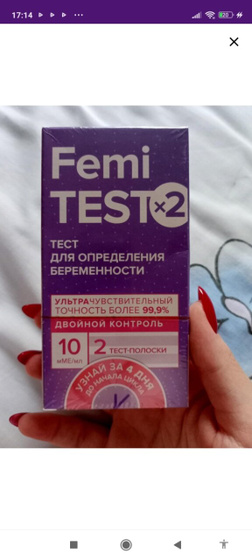 17:14
Femi
TEST x2
ТЕСТ
ДЛЯ ОПРЕДЕЛЕНИЯ
БЕРЕМЕННОСТИ
УЛЬТРАЧУВСТВИТЕЛЬНЫЙ
ТОЧНОСТЬ БОЛЕЕ 99,9%
ДВОЙНОЙ КОНТРОЛЬ
10 мМЕ/мл
2 ТЕСТ-ПОЛОСКИ
УЗНАЙ ЗА 4 ДНЯ
ДО НАЧАЛА ЦИКЛА